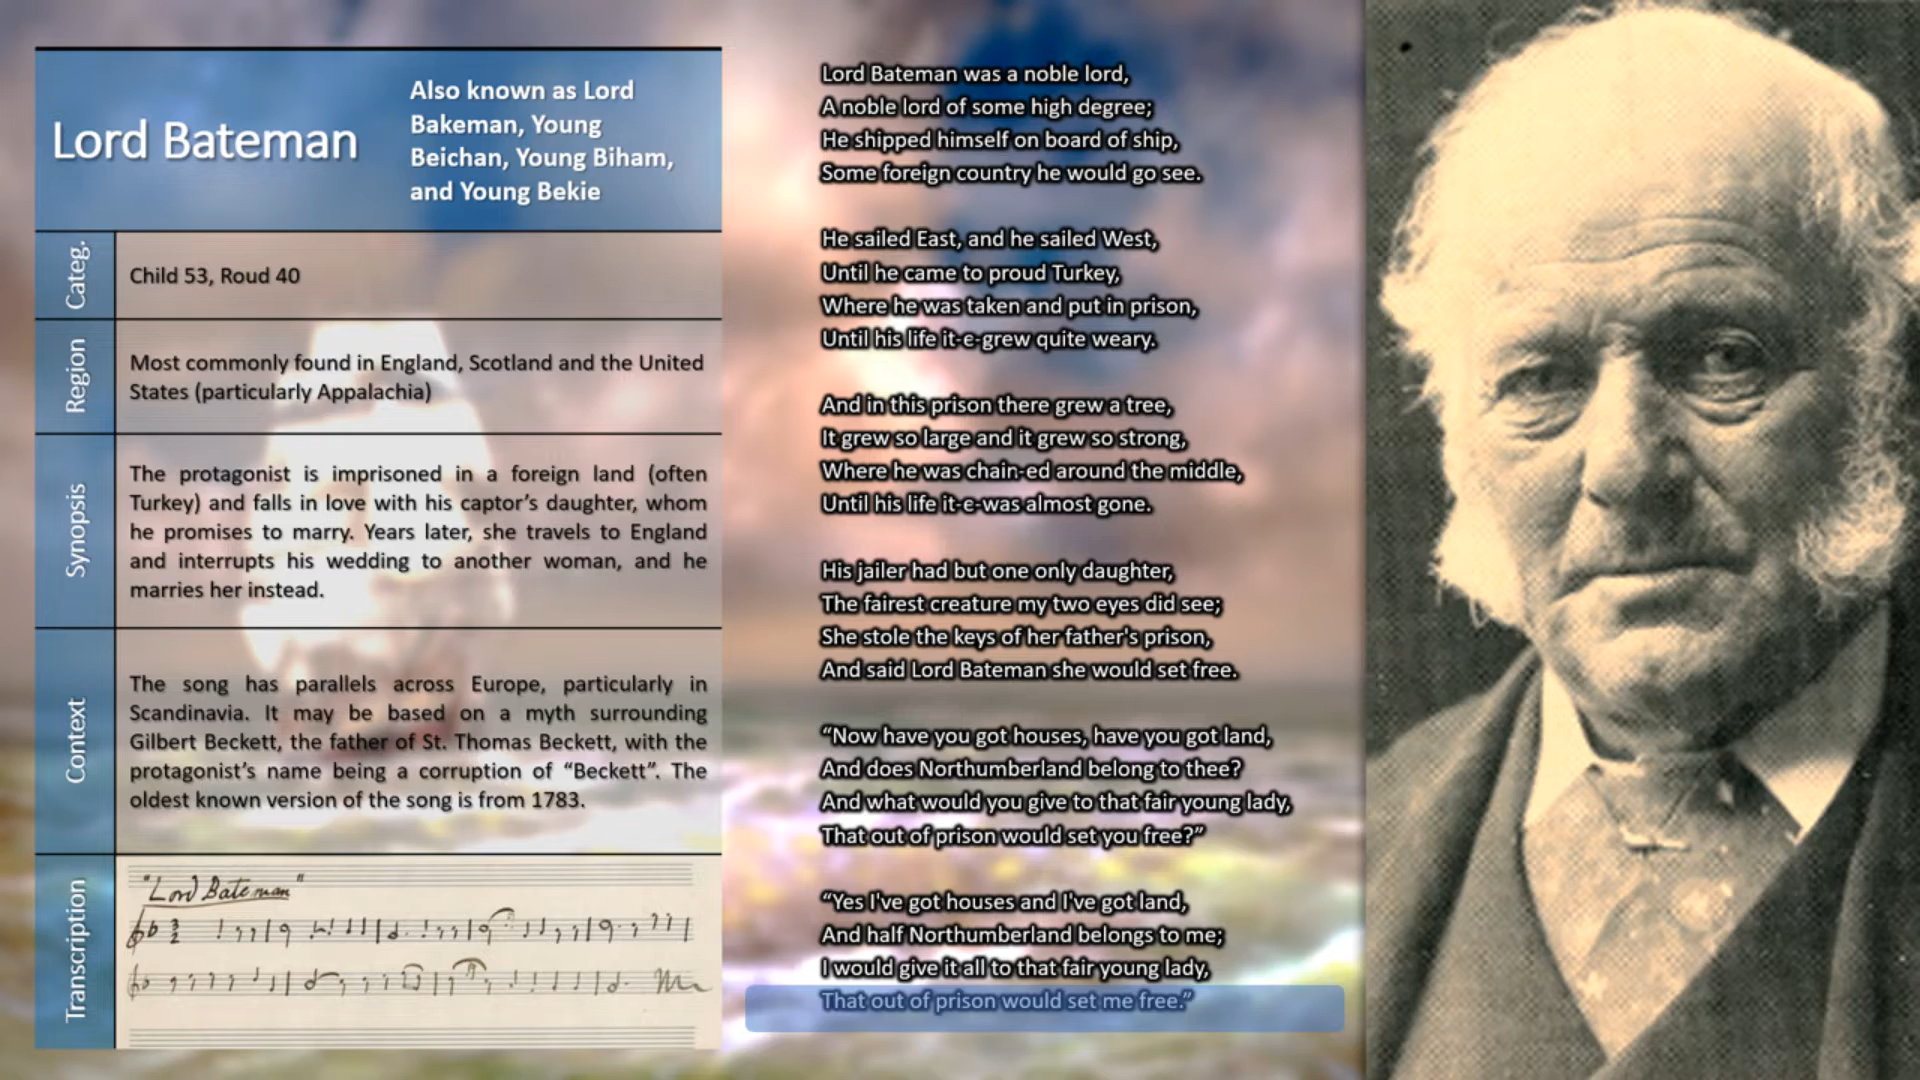 Lord Bateman
Also known as Lord
Bakeman, Young
Beichan, Young Biham,
and Young Bekie
Categ.
Child 53, Roud 40
Region
Most commonly found in England, Scotland and the United
States (particularly Appalachia)
Synopsis
The protagonist is imprisoned in a foreign land (often
Turkey) and falls in love with his captor’s daughter, whom
he promises to marry. Years later, she travels to England
and interrupts his wedding to another woman, and he
marries her instead.
Context
The song has parallels across Europe, particularly in
Scandinavia. It may be based on a myth surrounding
Gilbert Beckett, the father of St. Thomas Beckett, with the
protagonist’s name being a corruption of “Beckett”. The
oldest known version of the song is from 1783.
Transcription
"Lord Bateman"
Lord Bateman was a noble lord,
A noble lord of some high degree;
He shipped himself on board of ship,
Some foreign country he would go see.
He sailed East, and he sailed West,
Until he came to proud Turkey,
Where he was taken and put in prison,
Until his life it-e-grew quite weary.
And in this prison there grew a tree,
It grew so large and it grew so strong,
Where he was chain-ed around the middle,
Until his life it-e-was almost gone.
His jailer had but one only daughter,
The fairest creature my two eyes did see;
She stole the keys of her father's prison,
And said Lord Bateman she would set free.
“Now have you got houses, have you got land,
And does Northumberland belong to thee?
And what would you give to that fair young lady,
That out of prison would set you free?”
“Yes I've got houses and I've got land,
And half Northumberland belongs to me;
I would give it all to that fair young lady,
That out of prison would set me free.”